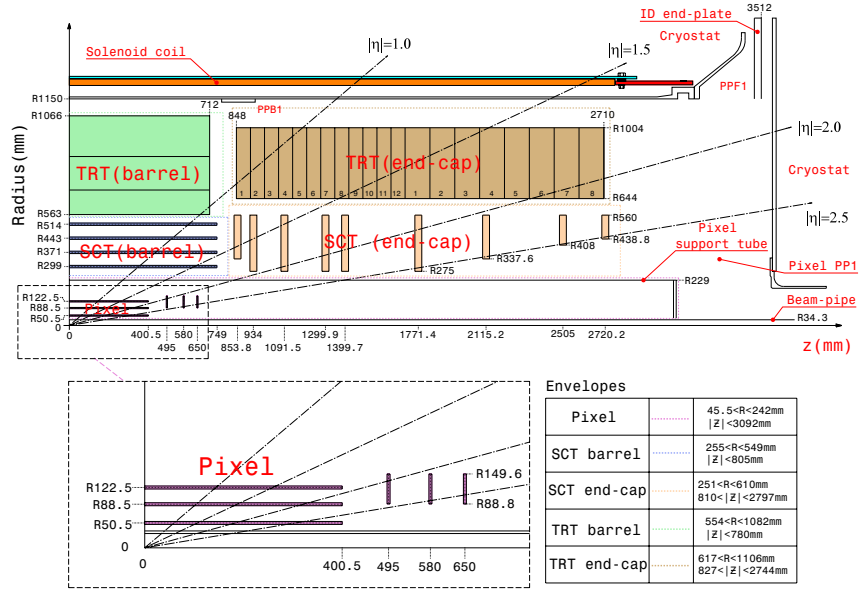 3512
ID end-plate
Cryostat
|η|=1.0
|η|=1.5
Solenoid coil
PPF1
R1150
712
PPB1
R1066
848
2710
R1004
|η|=2.0
TRT(barrel)
TRT(end-cap)
Cryostat
Radius(mm)
1 2 3 4 5 6 7 8 9 10 11 12 1 2 3 4 5 6 7 8
R644
|η|=2.5
R563
R514
R443
R371
R299
SCT(barrel)
SCT (end-cap)
R560
R438.8
R408
R337.6
R275
Pixel
support tube
Pixel PP1
R229
R122.5
R88.5
R50.5
Pixel
Beam-pipe
R34.3
0
0
400.5 580 749 934 1299.9 1771.4 2115.2 2505 2720.2
z(mm)
495 650 853.8 1091.5 1399.7
Pixel
R149.6
R122.5
R88.5
R88.8
R50.5
0
0
400.5 495 580 650
Envelopes
Pixel
45.5<R<242mm
|Z|<3092mm
SCT barrel
255<R<549mm
|Z|<805mm
SCT end-cap
251<R<610mm
810<|Z|<2797mm
TRT barrel
554<R<1082mm
|Z|<780mm
TRT end-cap
617<R<1106mm
827<|Z|<2744mm